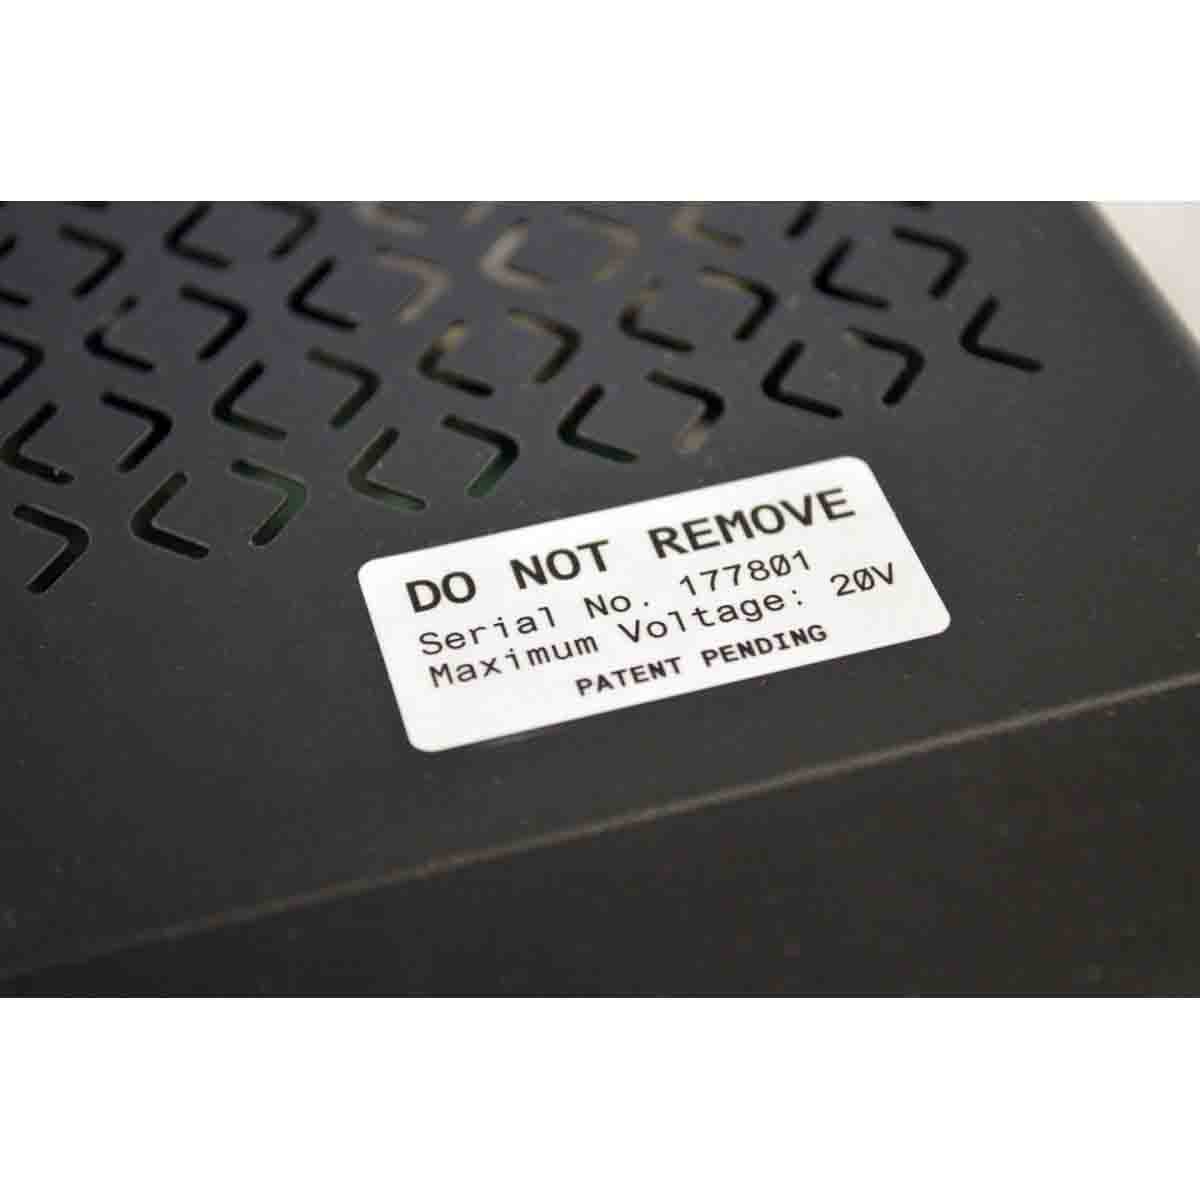 DO NOT REMOVE
Serial No. 177801
Maximum Voltage: 20V
PATENT PENDING